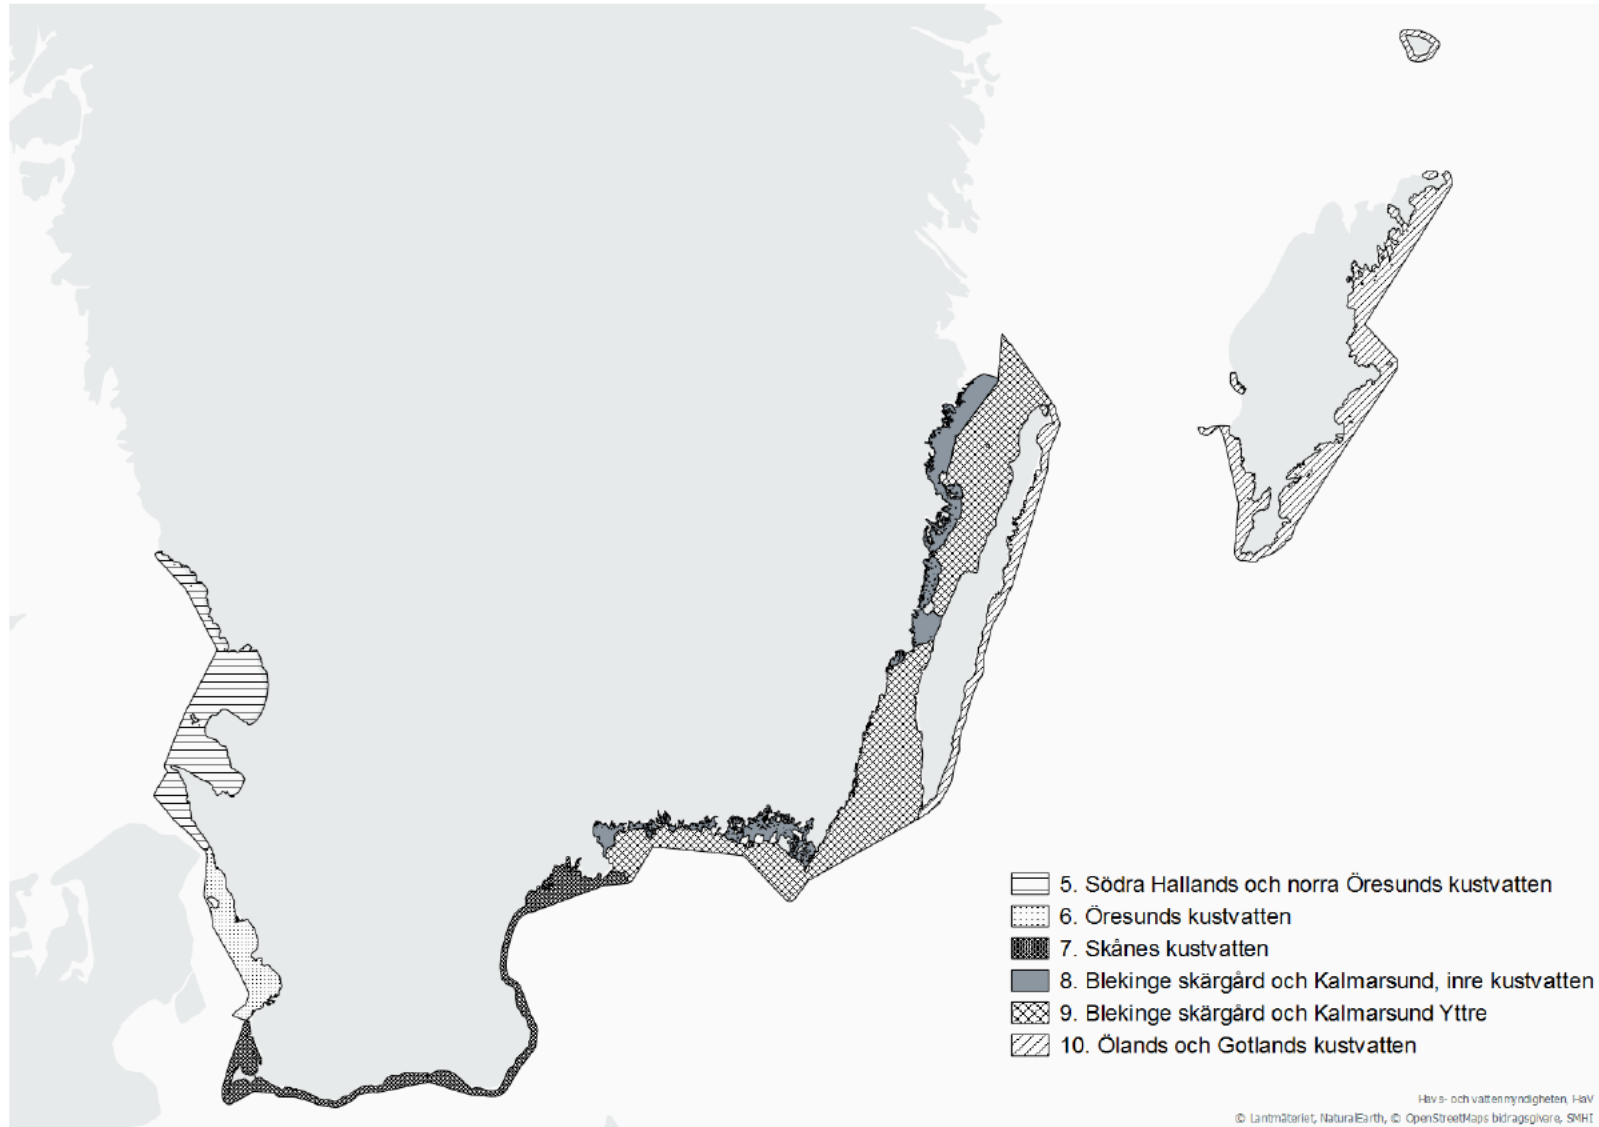 5. Södra Hallands och norra Öresunds kustvatten
6. Öresunds kustvatten
7. Skånes kustvatten
8. Blekinge skärgård och Kalmarsund, inre kustvatten
9. Blekinge skärgård och Kalmarsund Yttre
10. Ölands och Gotlands kustvatten
Havs- och vattenmyndigheten, HaV
© Lantmäteriet, NaturalEarth, © OpenStreetMaps bidragsgivare, SMHI